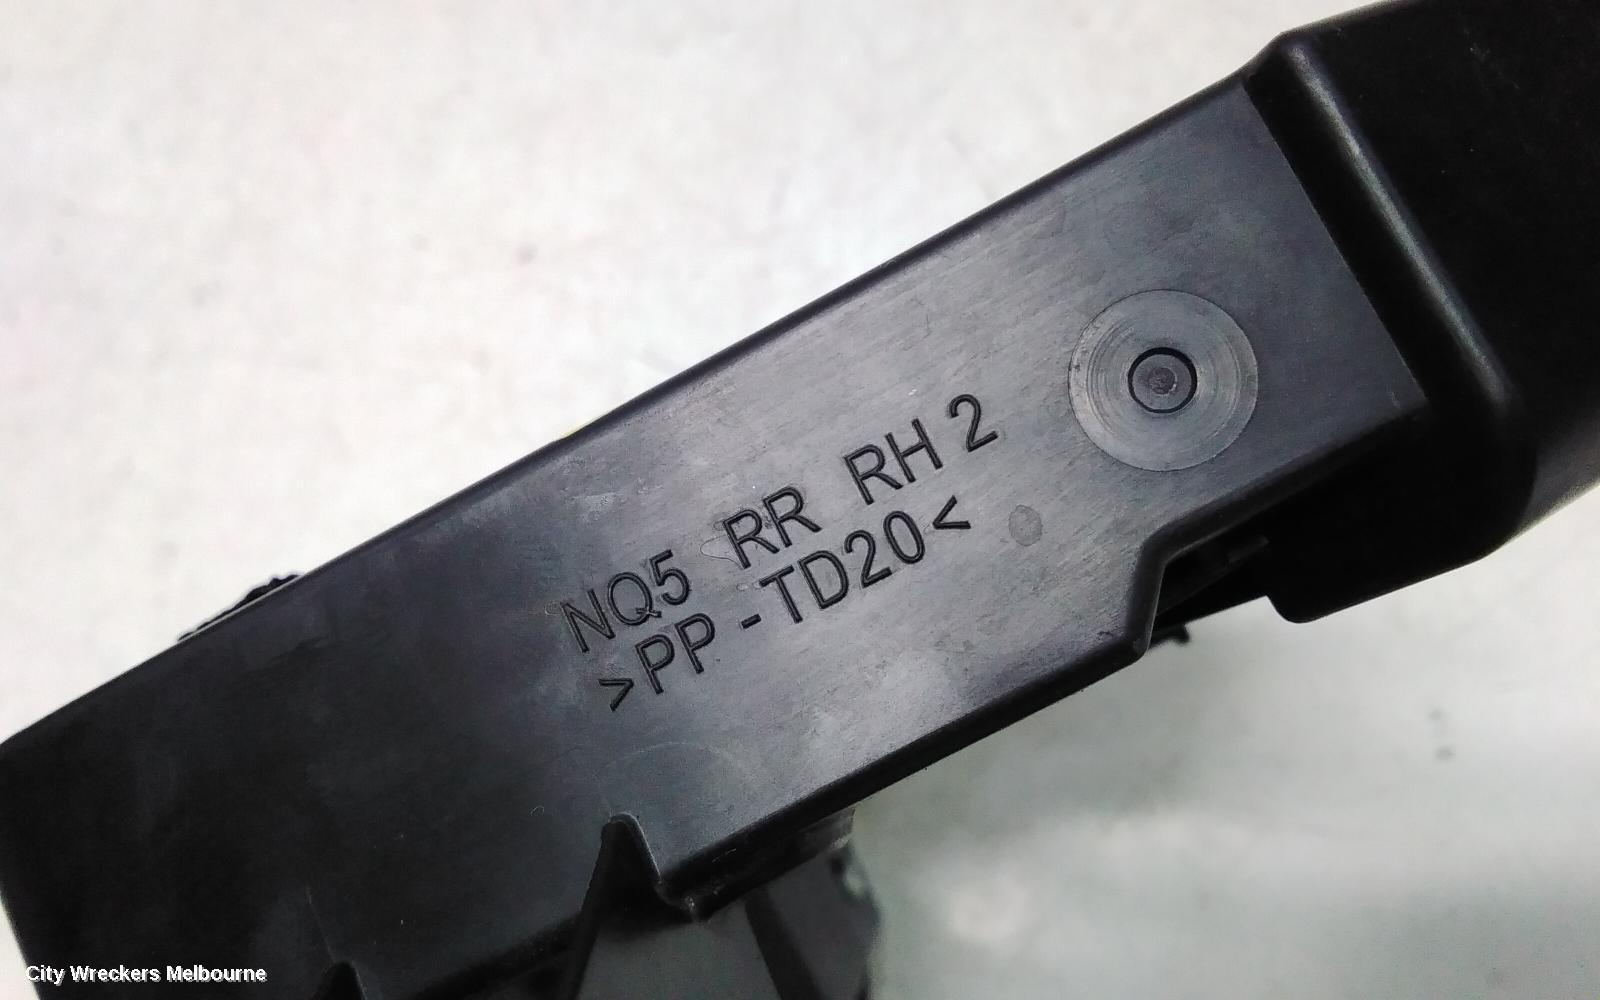 NQ5 RR RH 2
>PP-TD20<
City Wreckers Melbourne